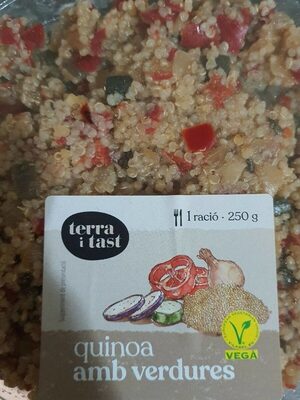 terra
i tast
1 ració · 250 g
quinoa
amb verdures
VEGÀ